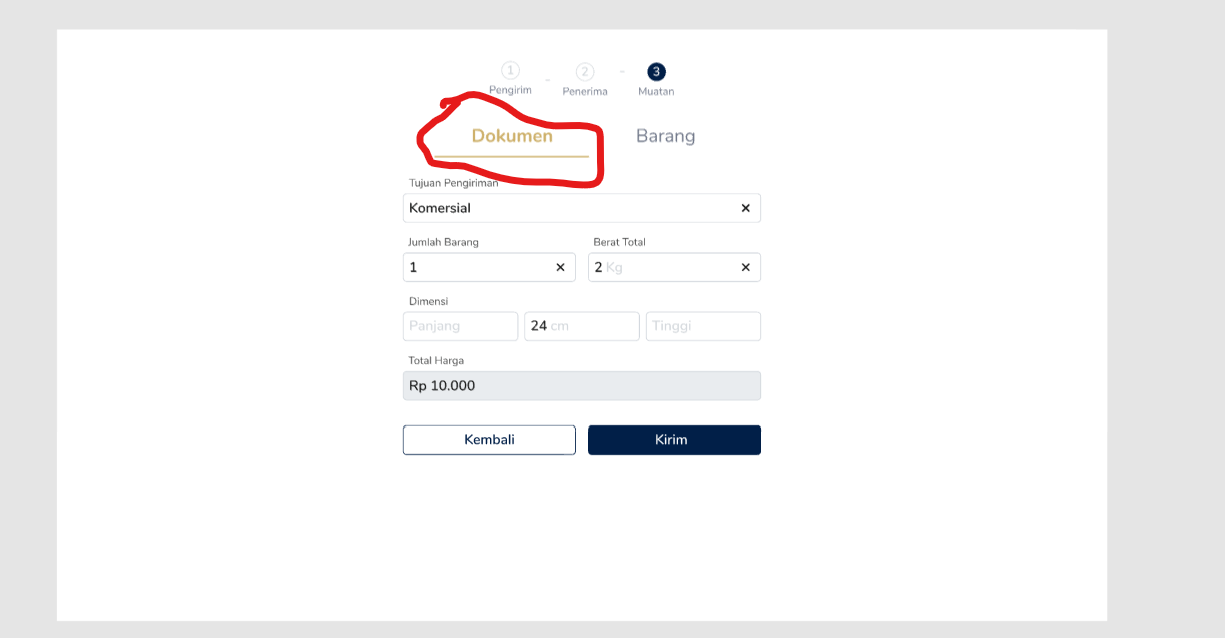 1 - 2 - 3
Pengirim Penerima Muatan
Dokumen Barang
Tujuan Pengiriman
Komersial ×
Jumlah Barang Berat Total
1 × 2 Kg ×
Dimensi
Panjang 24 cm Tinggi
Total Harga
Rp 10.000
Kembali Kirim